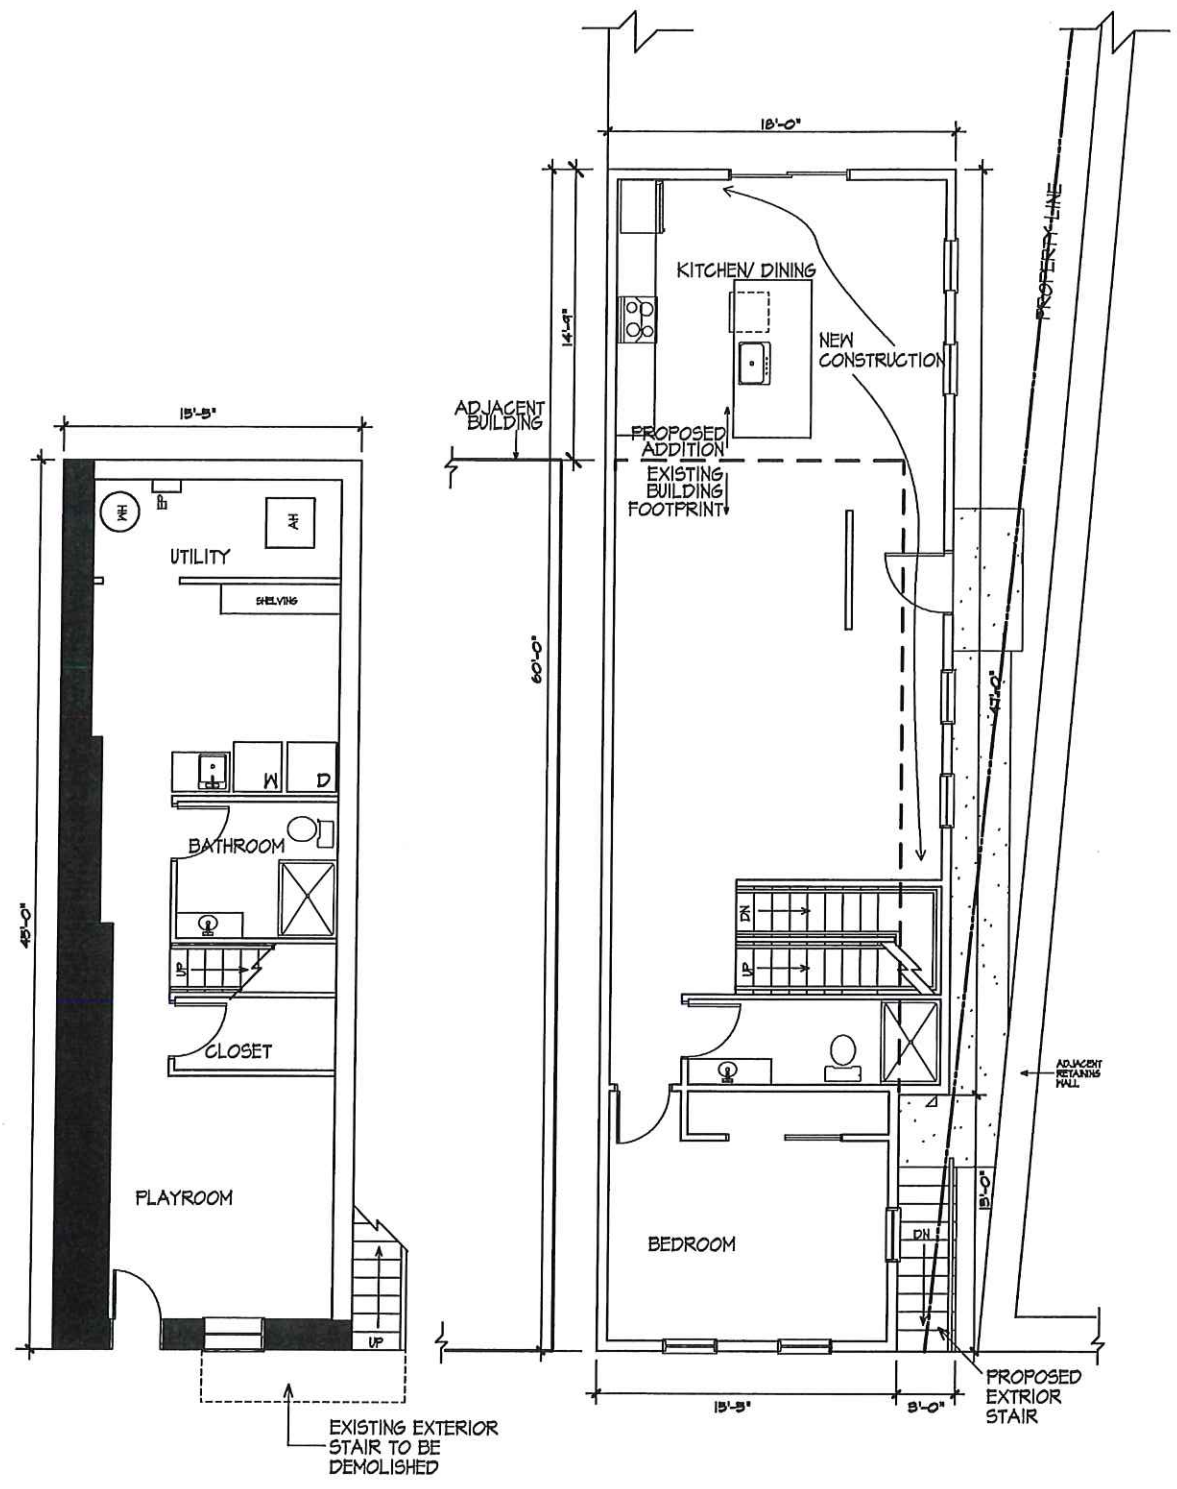 18'-0"
PROPERTY LINE
KITCHEN/ DINING
14'-9"
NEW
CONSTRUCTION
15'-5"
ADJACENT
BUILDING
PROPOSED
ADDITION
EXISTING
BUILDING
FOOTPRINT
WH
EP
AH
UTILITY
SHELVING
60'-0"
47'-0"
W
D
BATHROOM
45'-0"
DN
UP
UP
CLOSET
ADJACENT
RETAINING
WALL
PLAYROOM
15'-0"
BEDROOM
DN
UP
PROPOSED
EXTRIOR
STAIR
15'-5"
3'-0"
EXISTING EXTERIOR
STAIR TO BE
DEMOLISHED